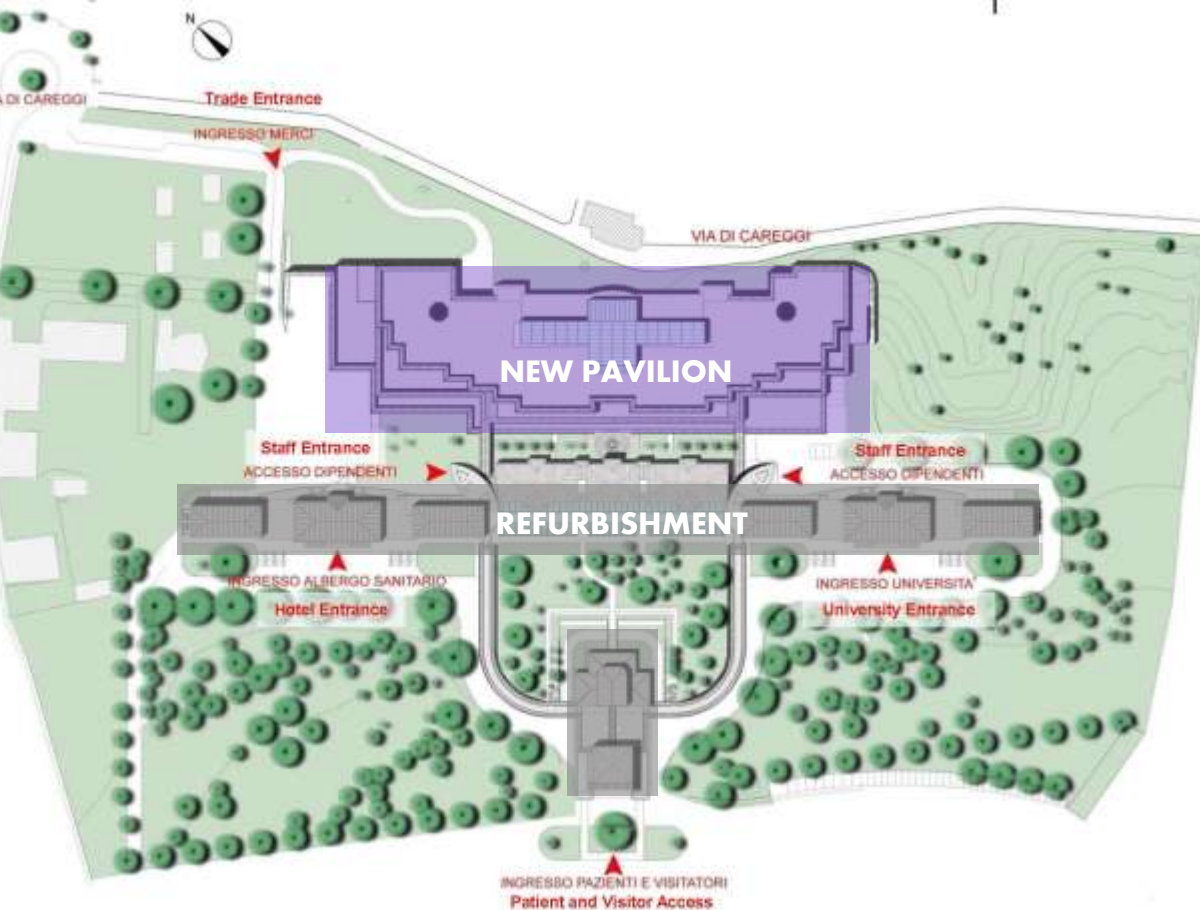 N
A DI CAREGGI
Trade Entrance
INGRESSO MERCI
VIA DI CAREGGI
NEW PAVILION
Staff Entrance
ACCESSO DIPENDENTI
Staff Entrance
ACCESSO DIPENDENTI
REFURBISHMENT
INGRESSO ALBERGO SANITARIO
Hotel Entrance
INGRESSO UNIVERSITA'
University Entrance
INGRESSO PAZIENTI E VISITATORI
Patient and Visitor Access